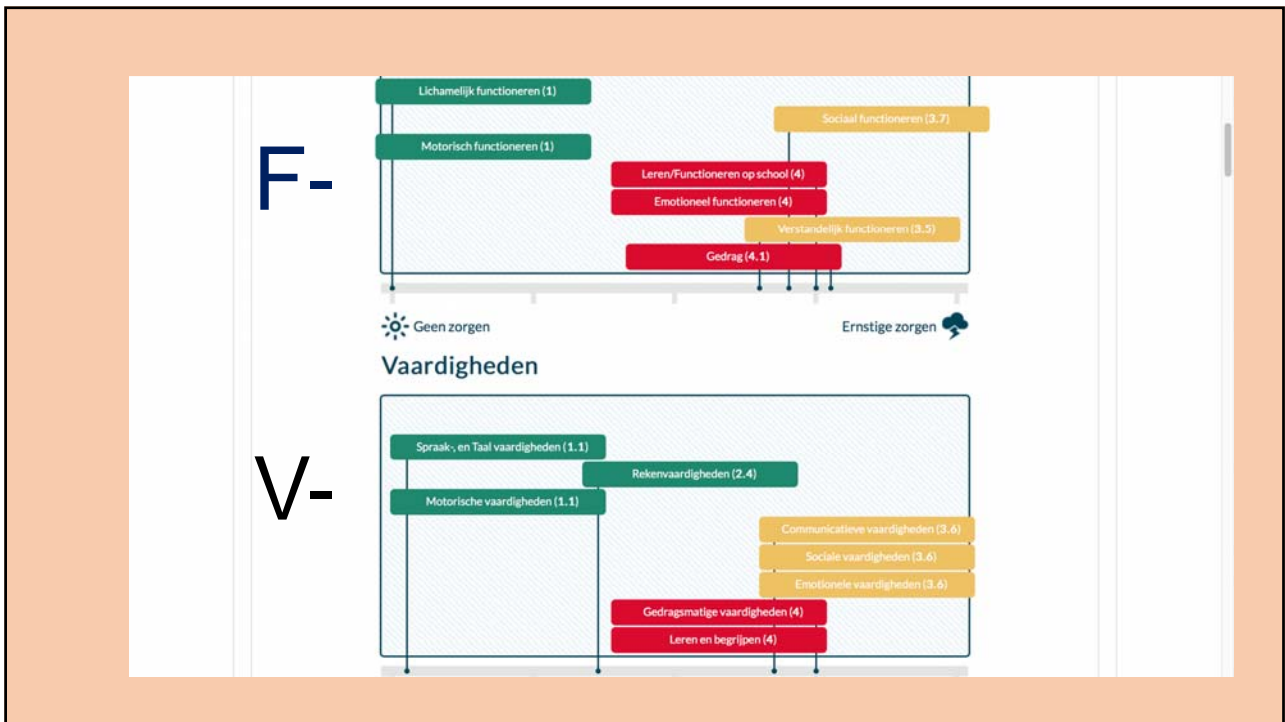 Lichamelijk functioneren (1)
Sociaal functioneren (3.7)
F-
Motorisch functioneren (1)
Leren/Functioneren op school (4)
Emotioneel functioneren (4)
Verstandelijk functioneren (3.5)
Gedrag (4.1)
Geen zorgen
Ernstige zorgen
Vaardigheden
Spraak-, en Taal vaardigheden (1.1)
Rekenvaardigheden (2.4)
V-
Motorische vaardigheden (1.1)
Communicatieve vaardigheden (3.6)
Sociale vaardigheden (3.6)
Emotionele vaardigheden (3.6)
Gedragsmatige vaardigheden (4)
Leren en begrijpen (4)